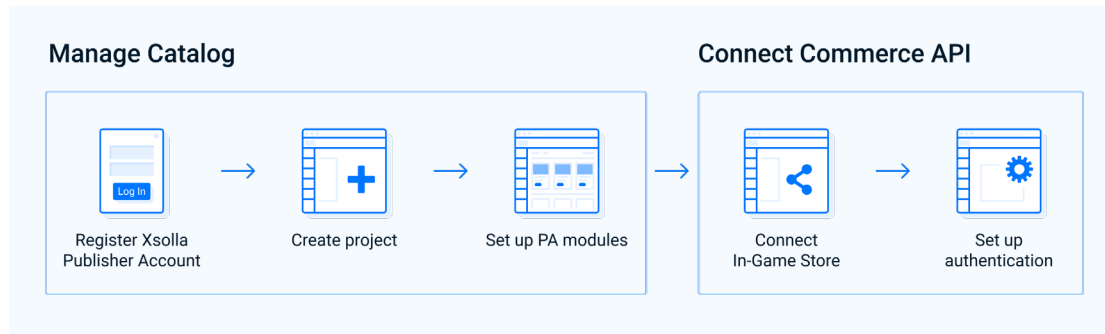 Manage Catalog
Connect Commerce API
Log In
Register Xsolla
Publisher Account
Create project
Set up PA modules
Connect
In-Game Store
Set up
authentication